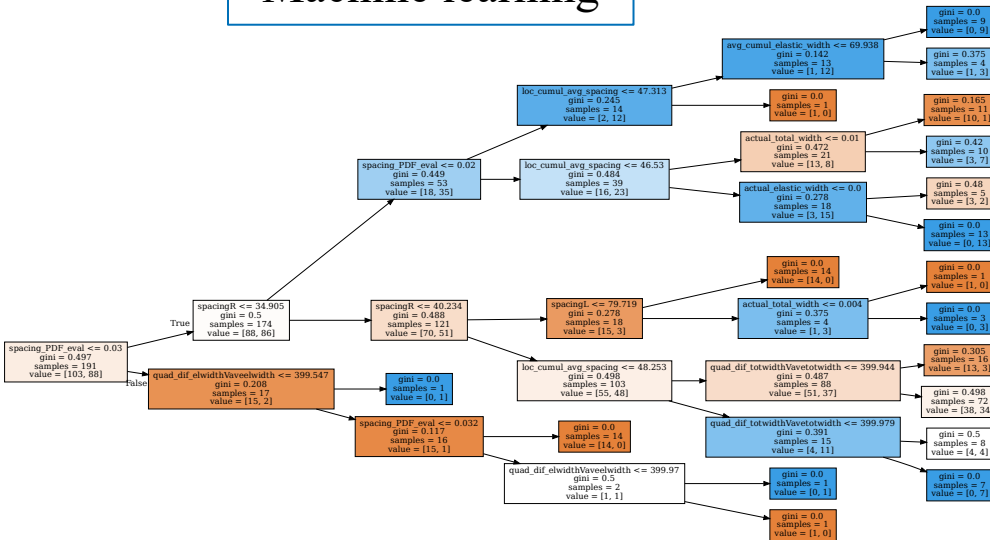 Machine learning
gini = 0.0
samples = 9
value = [0, 9]
avg_cumul_elastic_width <= 69.938
gini = 0.142
samples = 13
value = [1, 12]
gini = 0.375
samples = 4
value = [1, 3]
loc_cumul_avg_spacing <= 47.313
gini = 0.245
samples = 14
value = [2, 12]
gini = 0.0
samples = 1
value = [1, 0]
gini = 0.165
samples = 11
value = [10, 1]
actual_total_width <= 0.01
gini = 0.472
samples = 21
value = [13, 8]
gini = 0.42
samples = 10
value = [3, 7]
spacing_PDF_eval <= 0.02
gini = 0.449
samples = 53
value = [18, 35]
loc_cumul_avg_spacing <= 46.53
gini = 0.484
samples = 39
value = [16, 23]
actual_elastic_width <= 0.0
gini = 0.278
samples = 18
value = [3, 15]
gini = 0.48
samples = 5
value = [3, 2]
gini = 0.0
samples = 13
value = [0, 13]
gini = 0.0
samples = 14
value = [14, 0]
gini = 0.0
samples = 1
value = [1, 0]
spacingR <= 34.905
gini = 0.5
samples = 174
value = [88, 86]
spacingR <= 40.234
gini = 0.488
samples = 121
value = [70, 51]
spacingL <= 79.719
gini = 0.278
samples = 18
value = [15, 3]
actual_total_width <= 0.004
gini = 0.375
samples = 4
value = [1, 3]
gini = 0.0
samples = 3
value = [0, 3]
True
spacing_PDF_eval <= 0.03
gini = 0.497
samples = 191
value = [103, 88]
False
quad_dif_elwidthVaveelwidth <= 399.547
gini = 0.208
samples = 17
value = [15, 2]
gini = 0.0
samples = 1
value = [0, 1]
loc_cumul_avg_spacing <= 48.253
gini = 0.498
samples = 103
value = [55, 48]
quad_dif_totwidthVavetotwidth <= 399.944
gini = 0.487
samples = 88
value = [51, 37]
gini = 0.305
samples = 16
value = [13, 3]
gini = 0.498
samples = 72
value = [38, 34]
spacing_PDF_eval <= 0.032
gini = 0.117
samples = 16
value = [15, 1]
gini = 0.0
samples = 14
value = [14, 0]
quad_dif_totwidthVavetotwidth <= 399.979
gini = 0.391
samples = 15
value = [4, 11]
gini = 0.5
samples = 8
value = [4, 4]
quad_dif_elwidthVaveelwidth <= 399.97
gini = 0.5
samples = 2
value = [1, 1]
gini = 0.0
samples = 1
value = [0, 1]
gini = 0.0
samples = 7
value = [0, 7]
gini = 0.0
samples = 1
value = [1, 0]